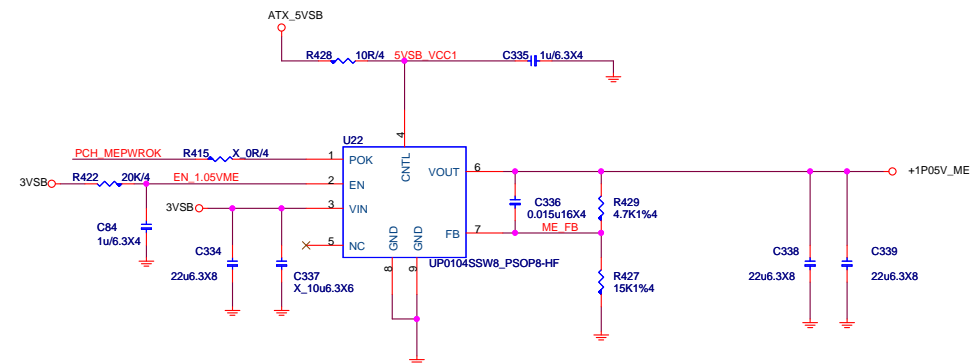 ATX_5VSB
R428 10R/4 5VSB_VCC1 C335 1u/6.3X4
U22
4
CNTL
PCH_MEPWROK R415 X_0R/4 1 POK
VOUT 6 +1P05V_ME
3VSB R422 20K/4 EN_1.05VME 2 EN
3VSB 3 VIN
C336
0.015u16X4
R429
4.7K1%4
C84
1u/6.3X4
ME_FB
FB 7
5 NC
GND
GND
8
9
UP0104SSW8_PSOP8-HF
C334
22u6.3X8
C337
X_10u6.3X6
R427
15K1%4
C338
22u6.3X8
C339
22u6.3X8